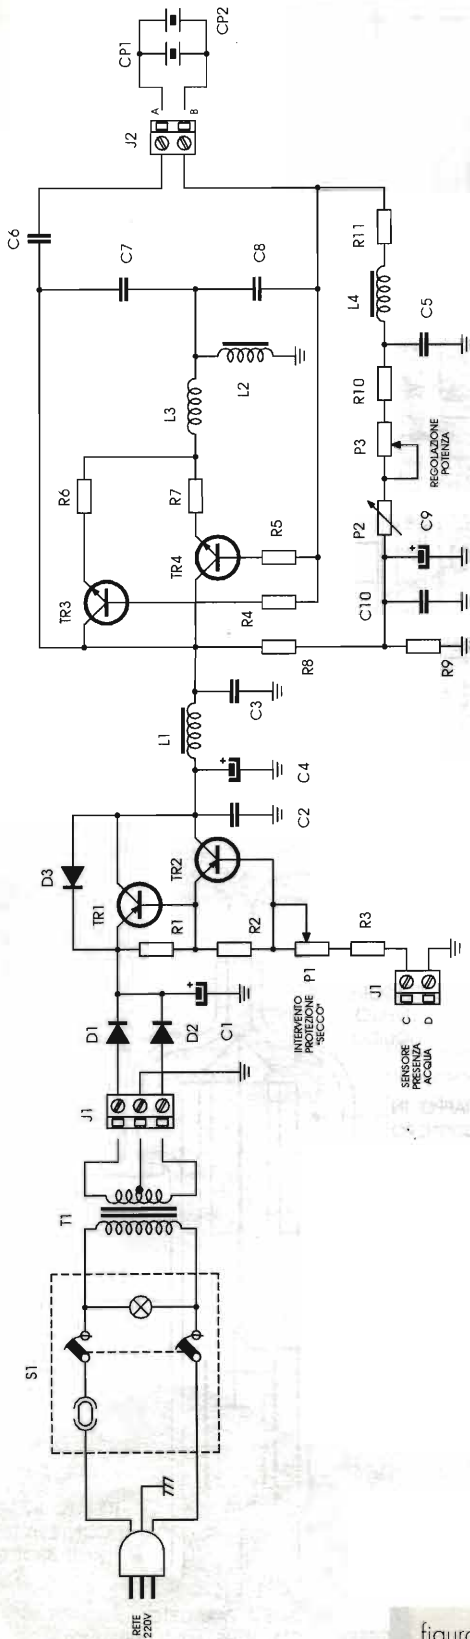 RETE
220V
S1
T1
J1
D1
D2
C1
D3
TR1
TR2
R1
R2
P1
R3
INTERVENTO
PROTEZIONE
"SECCO"
J1
C
D
SENSORE
PRESENZA
ACQUA
C2
C4
L1
C3
TR3
TR4
R6
R7
R4
R5
R8
R9
C10
C9
P2
P3
REGOLAZIONE
POTENZA
R10
C5
L4
R11
L3
L2
C6
C7
C8
J2
A
B
CP1
CP2